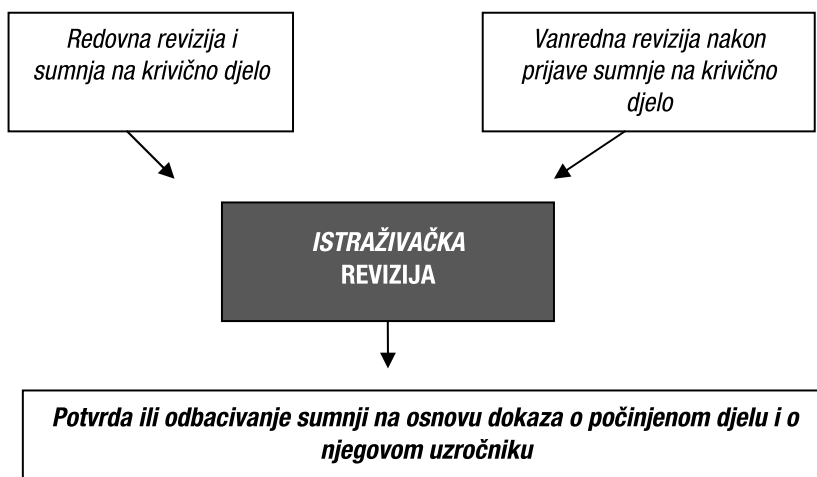 Redovna revizija i
sumnja na krivično djelo
Vanredna revizija nakon
prijave sumnje na krivično
djelo
ISTRAŽIVAČKA
REVIZIJA
Potvrda ili odbacivanje sumnji na osnovu dokaza o počinjenom djelu i o
njegovom uzročniku